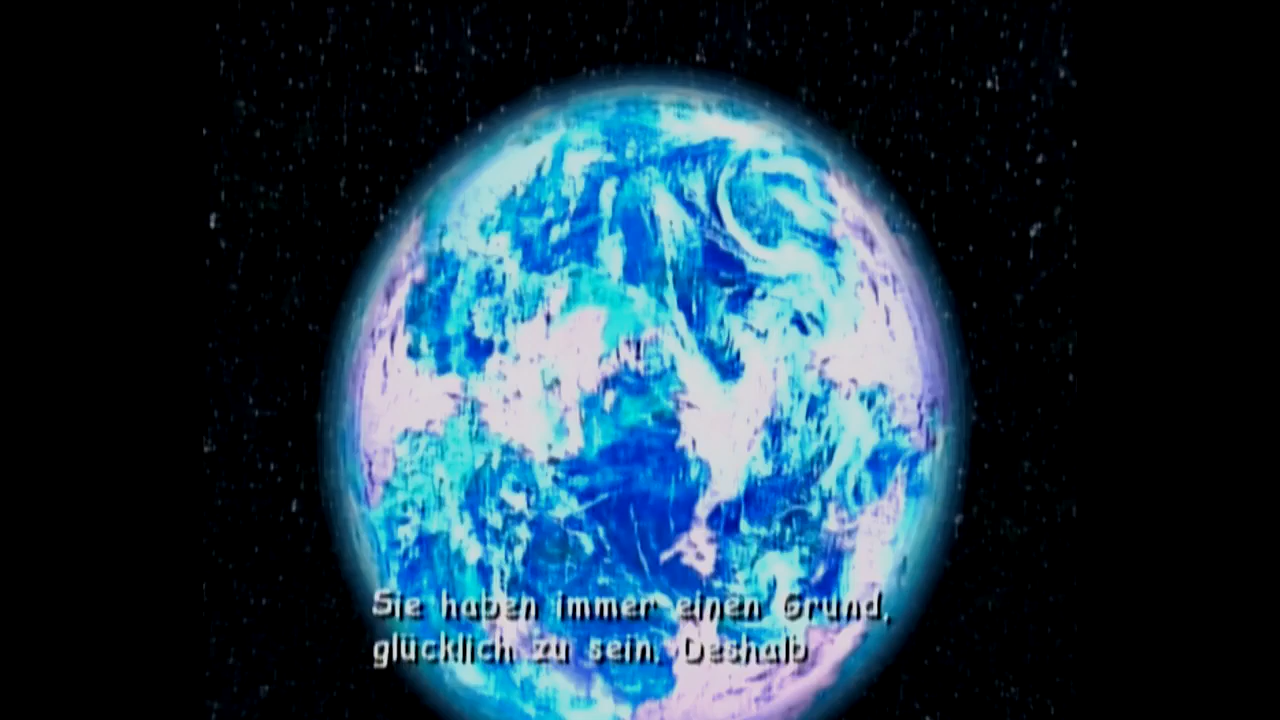 Sie haben immer einen Grund,
glücklich zu sein. Deshalb